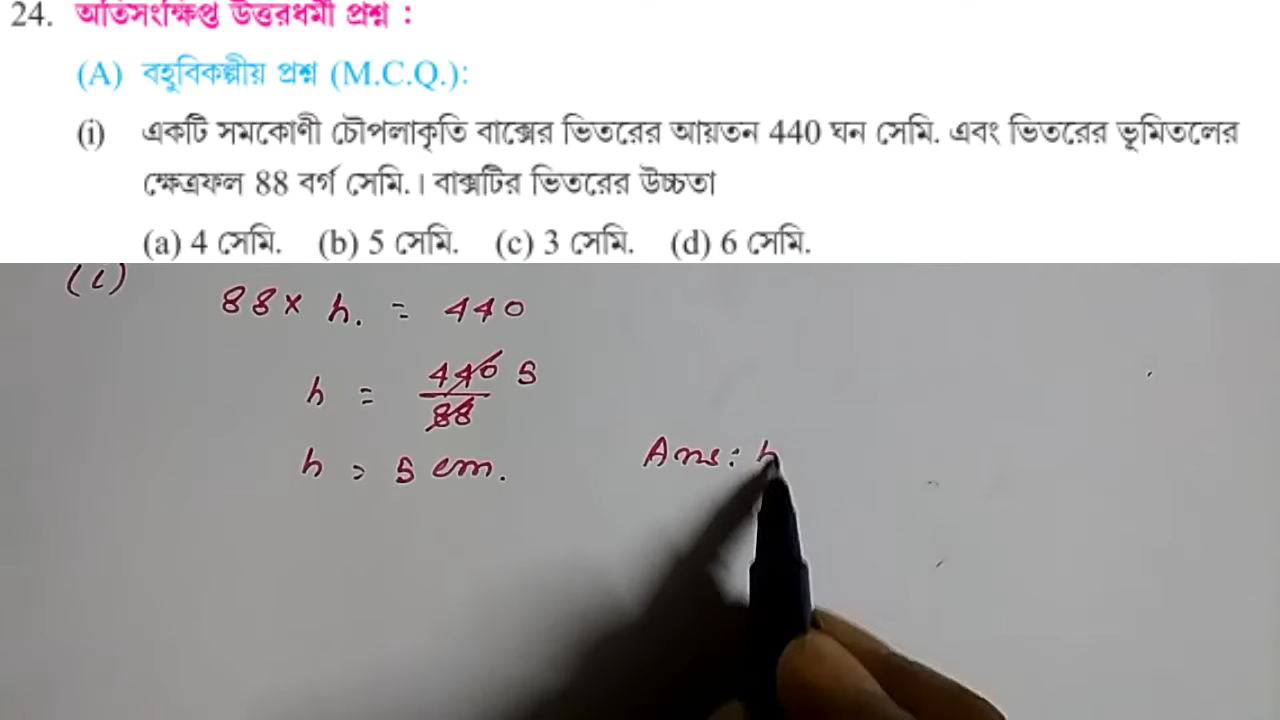 24. অতিসংক্ষিপ্ত উত্তরধর্মী প্রশ্ন :
(A) বহুবিকল্পীয় প্রশ্ন (M.C.Q.):
(i) একটি সমকোণী চৌপলাকৃতি বাক্সের ভিতরের আয়তন 440 ঘন সেমি. এবং ভিতরের ভূমিতলের
ক্ষেত্রফল 88 বর্গ সেমি.। বাক্সটির ভিতরের উচ্চতা
(a) 4 সেমি. (b) 5 সেমি. (c) 3 সেমি. (d) 6 সেমি.
(i)
88 × h. = 440
h = 440/88 5
h = 5 cm.
Ans: h